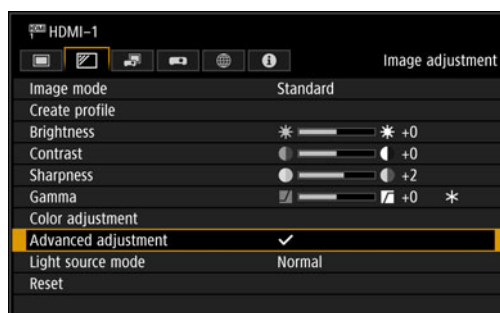 HDMI-1
Image adjustment
Image mode Standard
Create profile
Brightness +0
Contrast +0
Sharpness +2
Gamma +0
Color adjustment
Advanced adjustment
Light source mode Normal
Reset